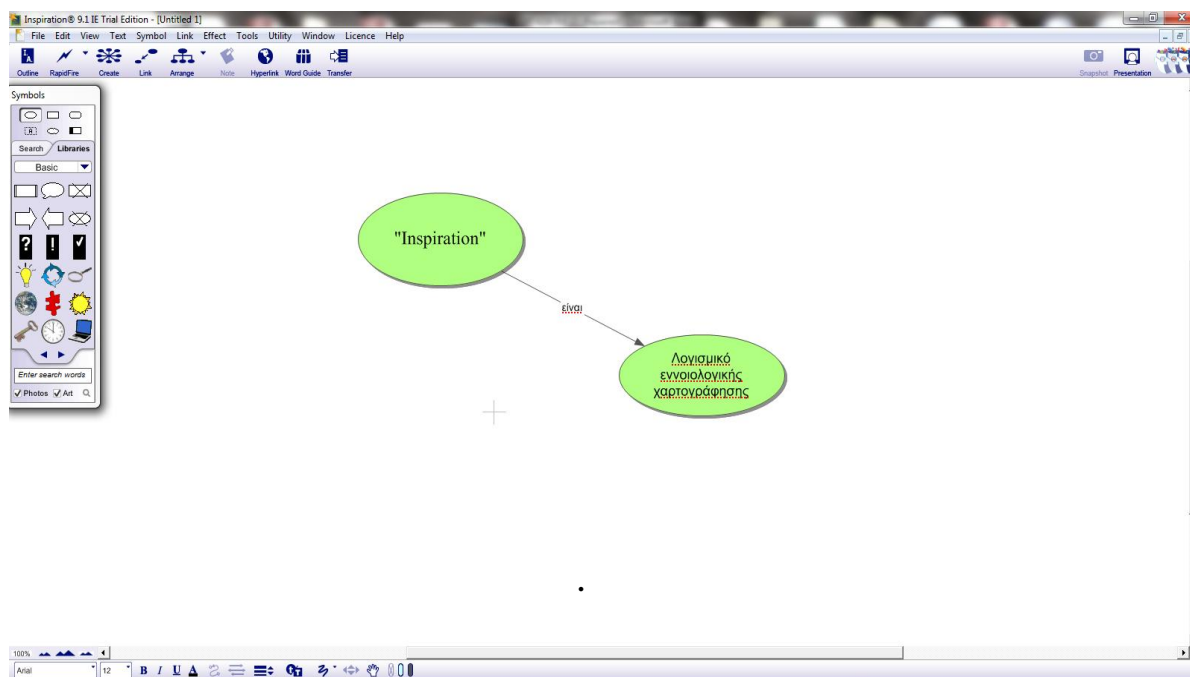 Inspiration® 9.1 IE Trial Edition - [Untitled 1]
File Edit View Text Symbol Link Effect Tools Utility Window Licence Help
Outline RapidFire Create Link Arrange Note Hyperlink Word Guide Transfer Snapshot Presentation
Symbols
Search Libraries
Basic
? !
Enter search words
Photos Art
"Inspiration"
είναι
Λογισμικό
εννοιολογικής
χαρτογράφησης
100%
Arial 12 B I U A